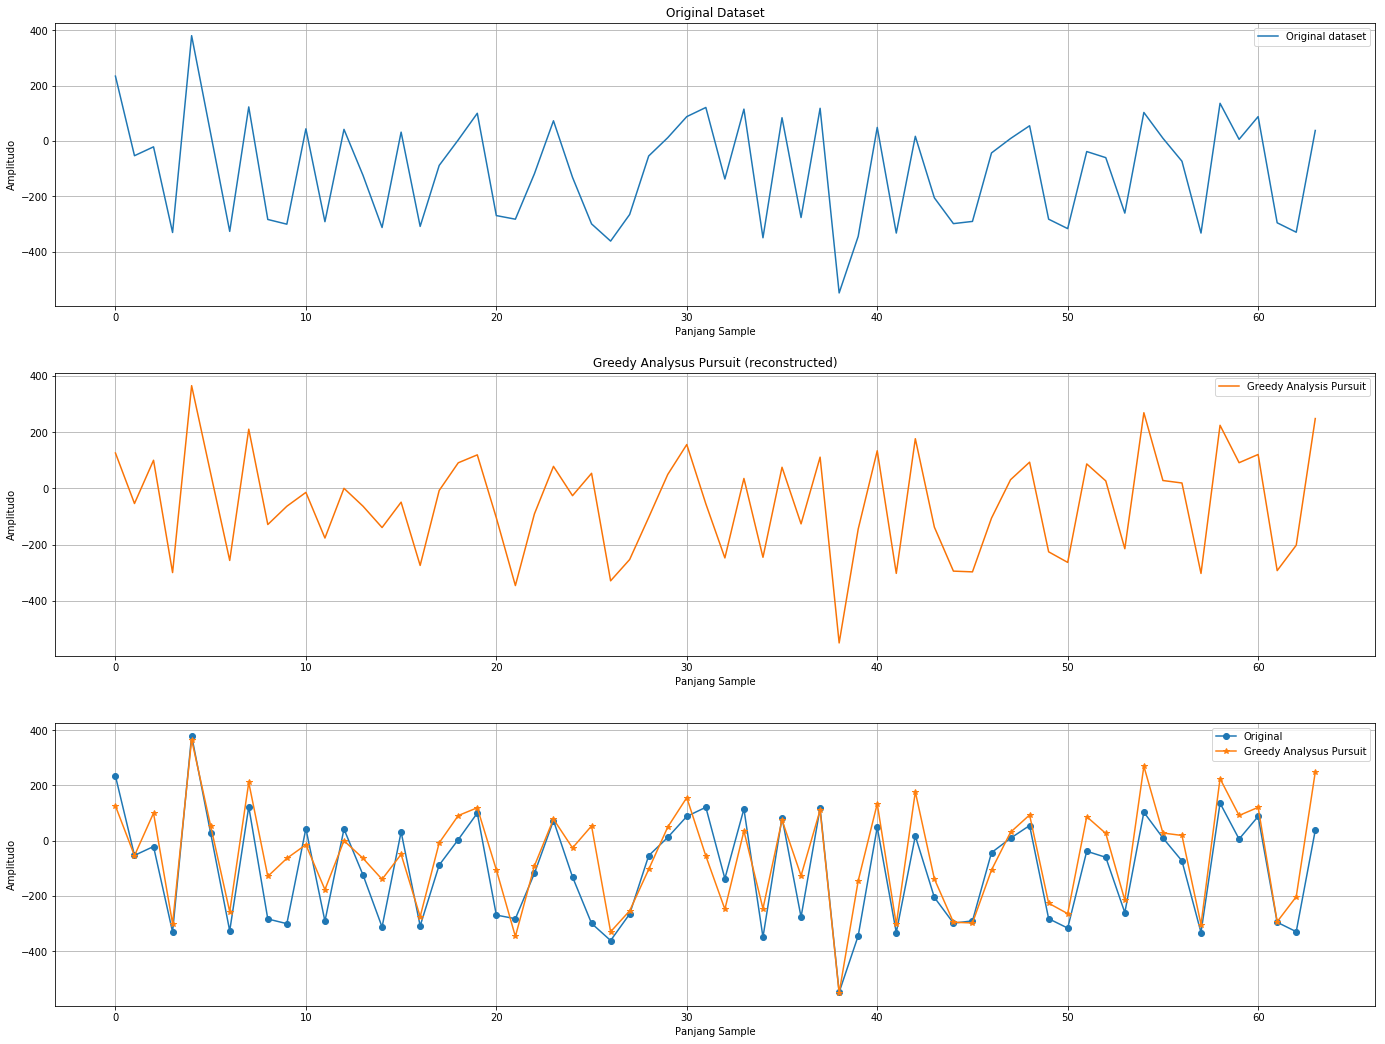 Original Dataset
400
200
0
−200
−400
Amplitudo
Original dataset
0 10 20 30 40 50 60
Panjang Sample
Greedy Analysus Pursuit (reconstructed)
400
200
0
−200
−400
Amplitudo
Greedy Analysis Pursuit
0 10 20 30 40 50 60
Panjang Sample
400
200
0
−200
−400
Amplitudo
Original
Greedy Analysus Pursuit
0 10 20 30 40 50 60
Panjang Sample